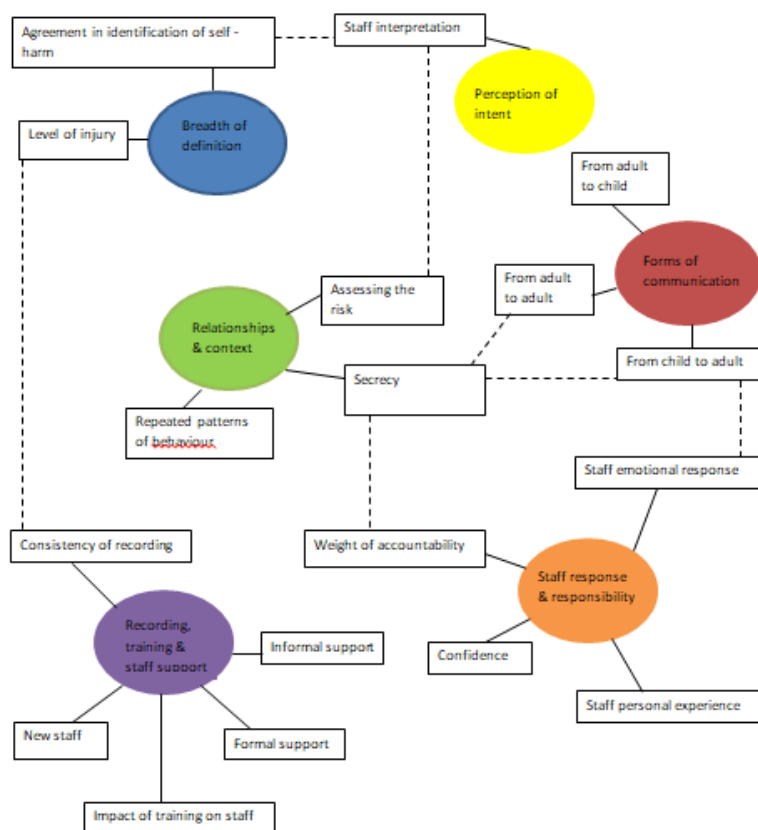 Agreement in identification of self -
harm
Staff interpretation
Perception of
intent
Level of injury
Breadth of
definition
From adult
to child
Forms of
communication
From adult
to adult
Assessing the
risk
Relationships
& context
From child to adult
Secrecy
Repeated patterns
of behaviour
Staff emotional response
Consistency of recording
Weight of accountability
Staff response
& responsibility
Recording,
training &
staff support
Informal support
Confidence
Staff personal experience
New staff
Formal support
Impact of training on staff